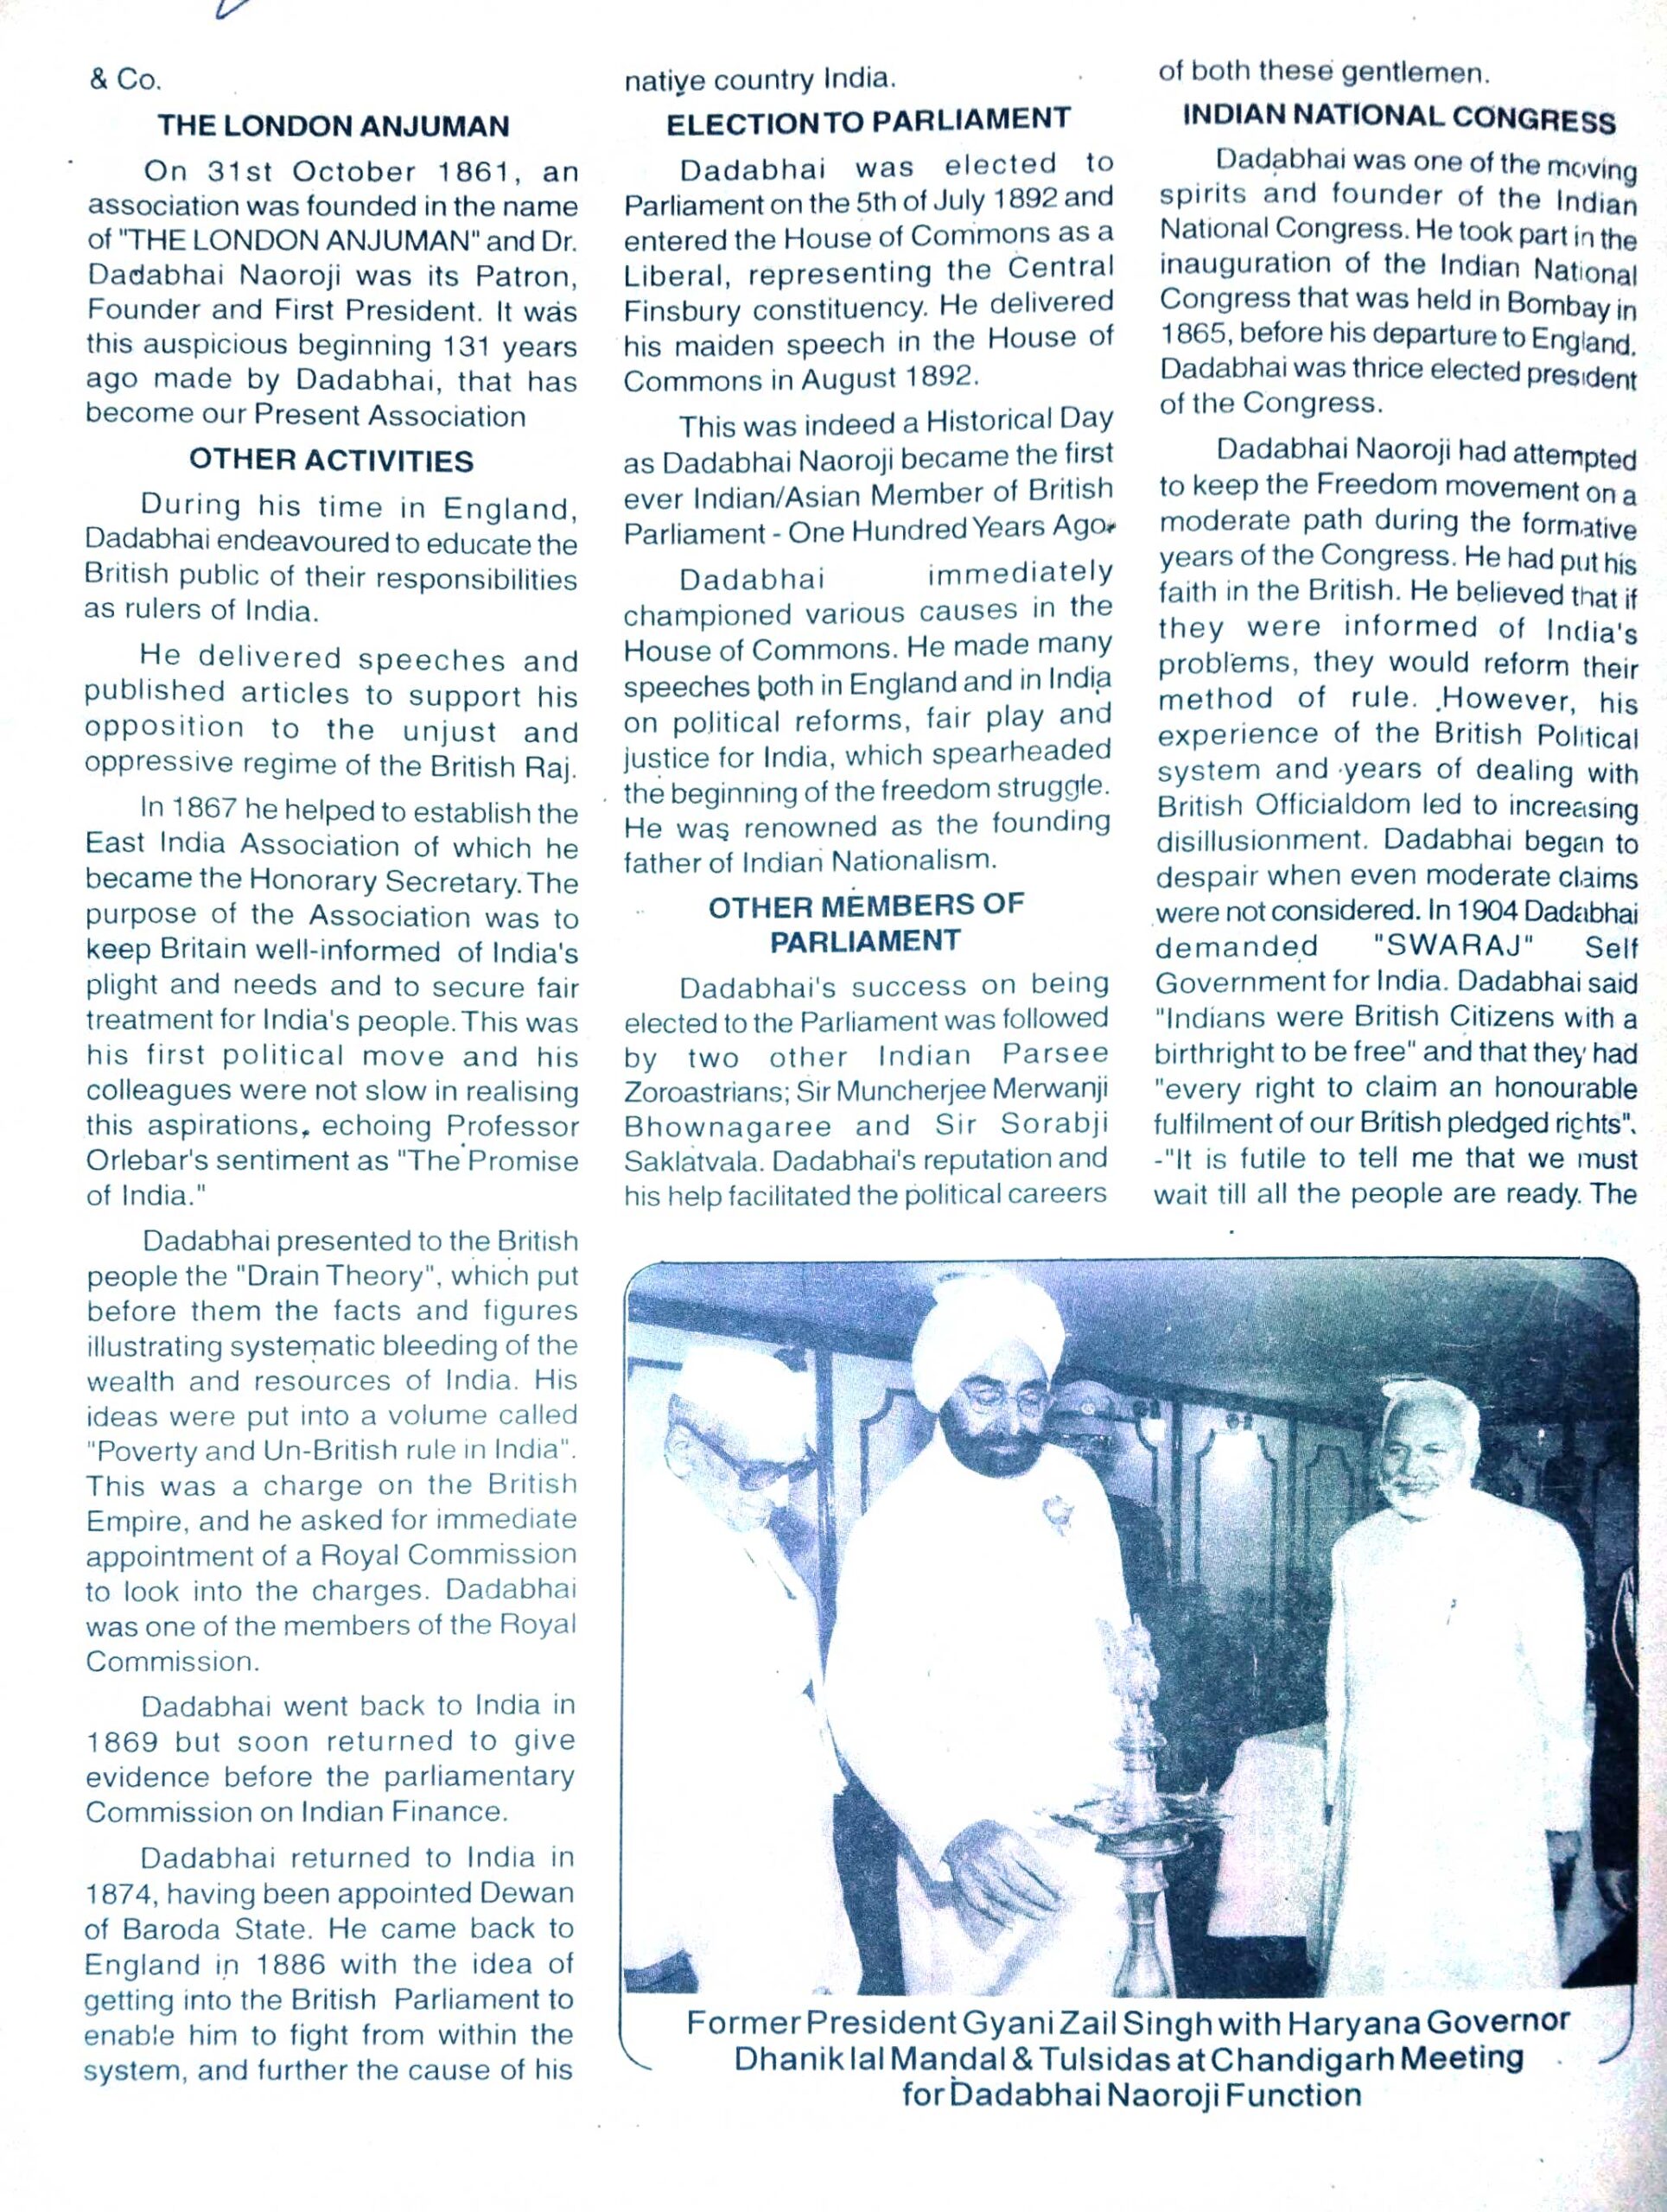 & Co.
THE LONDON ANJUMAN
On 31st October 1861, an
association was founded in the name
of "THE LONDON ANJUMAN" and Dr.
Dadabhai Naoroji was its Patron,
Founder and First President. It was
this auspicious beginning 131 years
ago made by Dadabhai, that has
become our Present Association
OTHER ACTIVITIES
During his time in England,
Dadabhai endeavoured to educate the
British public of their responsibilities
as rulers of India.
He delivered speeches and
published articles to support his
opposition to the unjust and
oppressive regime of the British Raj.
In 1867 he helped to establish the
East India Association of which he
became the Honorary Secretary. The
purpose of the Association was to
keep Britain well-informed of India's
plight and needs and to secure fair
treatment for India's people. This was
his first political move and his
colleagues were not slow in realising
this aspirations, echoing Professor
Orlebar's sentiment as "The Promise
of India."
Dadabhai presented to the British
people the "Drain Theory", which put
before them the facts and figures
illustrating systematic bleeding of the
wealth and resources of India. His
ideas were put into a volume called
"Poverty and Un-British rule in India".
This was a charge on the British
Empire, and he asked for immediate
appointment of a Royal Commission
to look into the charges. Dadabhai
was one of the members of the Royal
Commission.
Dadabhai went back to India in
1869 but soon returned to give
evidence before the parliamentary
Commission on Indian Finance.
Dadabhai returned to India in
1874, having been appointed Dewan
of Baroda State. He came back to
England in 1886 with the idea of
getting into the British Parliament to
enable him to fight from within the
system, and further the cause of his
native country India.
ELECTION TO PARLIAMENT
Dadabhai was elected to
Parliament on the 5th of July 1892 and
entered the House of Commons as a
Liberal, representing the Central
Finsbury constituency. He delivered
his maiden speech in the House of
Commons in August 1892.
This was indeed a Historical Day
as Dadabhai Naoroji became the first
ever Indian/Asian Member of British
Parliament - One Hundred Years Ago.
Dadabhai immediately
championed various causes in the
House of Commons. He made many
speeches both in England and in India
on political reforms, fair play and
justice for India, which spearheaded
the beginning of the freedom struggle.
He was renowned as the founding
father of Indian Nationalism.
OTHER MEMBERS OF
PARLIAMENT
Dadabhai's success on being
elected to the Parliament was followed
by two other Indian Parsee
Zoroastrians; Sir Muncherjee Merwanji
Bhownagaree and Sir Sorabji
Saklatvala. Dadabhai's reputation and
his help facilitated the political careers
of both these gentlemen.
INDIAN NATIONAL CONGRESS
Dadabhai was one of the moving
spirits and founder of the Indian
National Congress. He took part in the
inauguration of the Indian National
Congress that was held in Bombay in
1865, before his departure to England.
Dadabhai was thrice elected president
of the Congress.
Dadabhai Naoroji had attempted
to keep the Freedom movement on a
moderate path during the formative
years of the Congress. He had put his
faith in the British. He believed that if
they were informed of India's
problems, they would reform their
method of rule. However, his
experience of the British Political
system and years of dealing with
British Officialdom led to increasing
disillusionment. Dadabhai began to
despair when even moderate claims
were not considered. In 1904 Dadabhai
demanded "SWARAJ" Self
Government for India. Dadabhai said
"Indians were British Citizens with a
birthright to be free" and that they had
"every right to claim an honourable
fulfilment of our British pledged rights".
-"It is futile to tell me that we must
wait till all the people are ready. The
Former President Gyani Zail Singh with Haryana Governor
Dhanik lal Mandal & Tulsidas at Chandigarh Meeting
for Dadabhai Naoroji Function